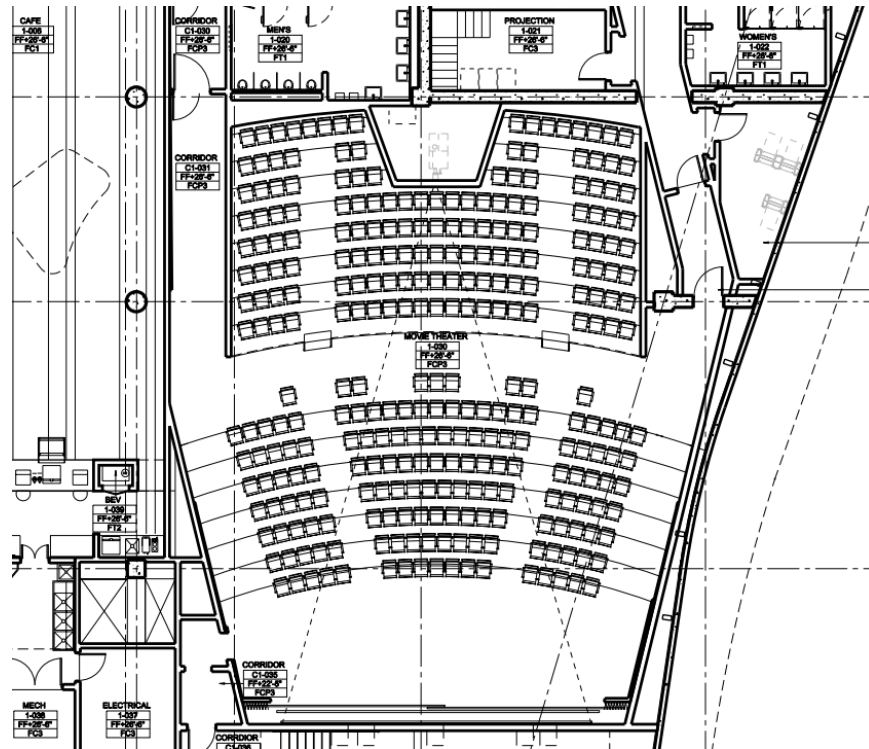 CAFE
1-006
FF+26'-6"
FC1
CORRIDOR
C1-030
FF+26'-6"
FCP3
MEN'S
1-020
FF+26'-6"
FT1
PROJECTION
1-021
FF+26'-6"
FC3
WOMEN'S
1-022
FF+26'-6"
FT1
CORRIDOR
C1-031
FF+26'-6"
FCP3
MOVIE THEATER
1-030
FF+26'-6"
FCP3
BEV
1-039
FF+26'-6"
FT2
CORRIDOR
C1-035
FF+22'-6"
FCP3
MECH
1-038
FF+26'-6"
FC3
ELECTRICAL
1-037
FF+26'-6"
FC3
CORRDIOR
C1-036